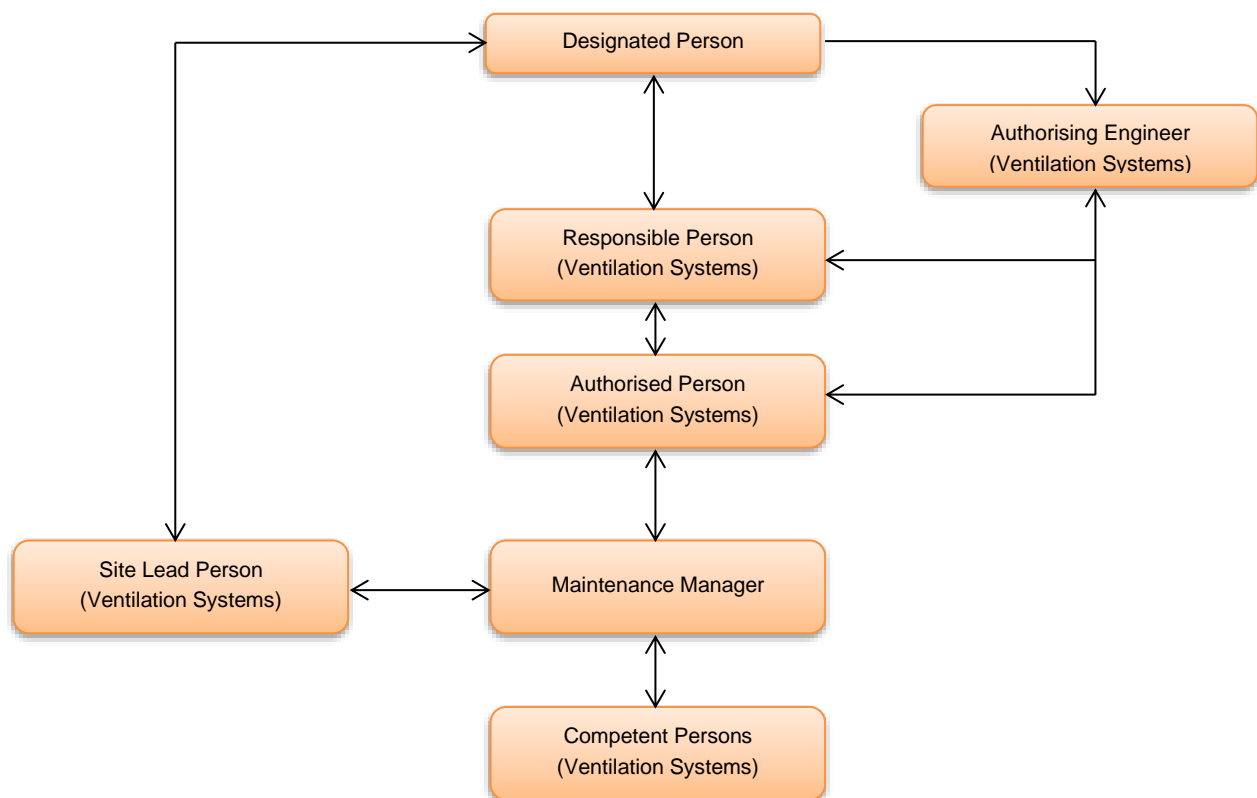 Designated Person
Authorising Engineer
(Ventilation Systems)
Responsible Person
(Ventilation Systems)
Authorised Person
(Ventilation Systems)
Site Lead Person
(Ventilation Systems)
Maintenance Manager
Competent Persons
(Ventilation Systems)